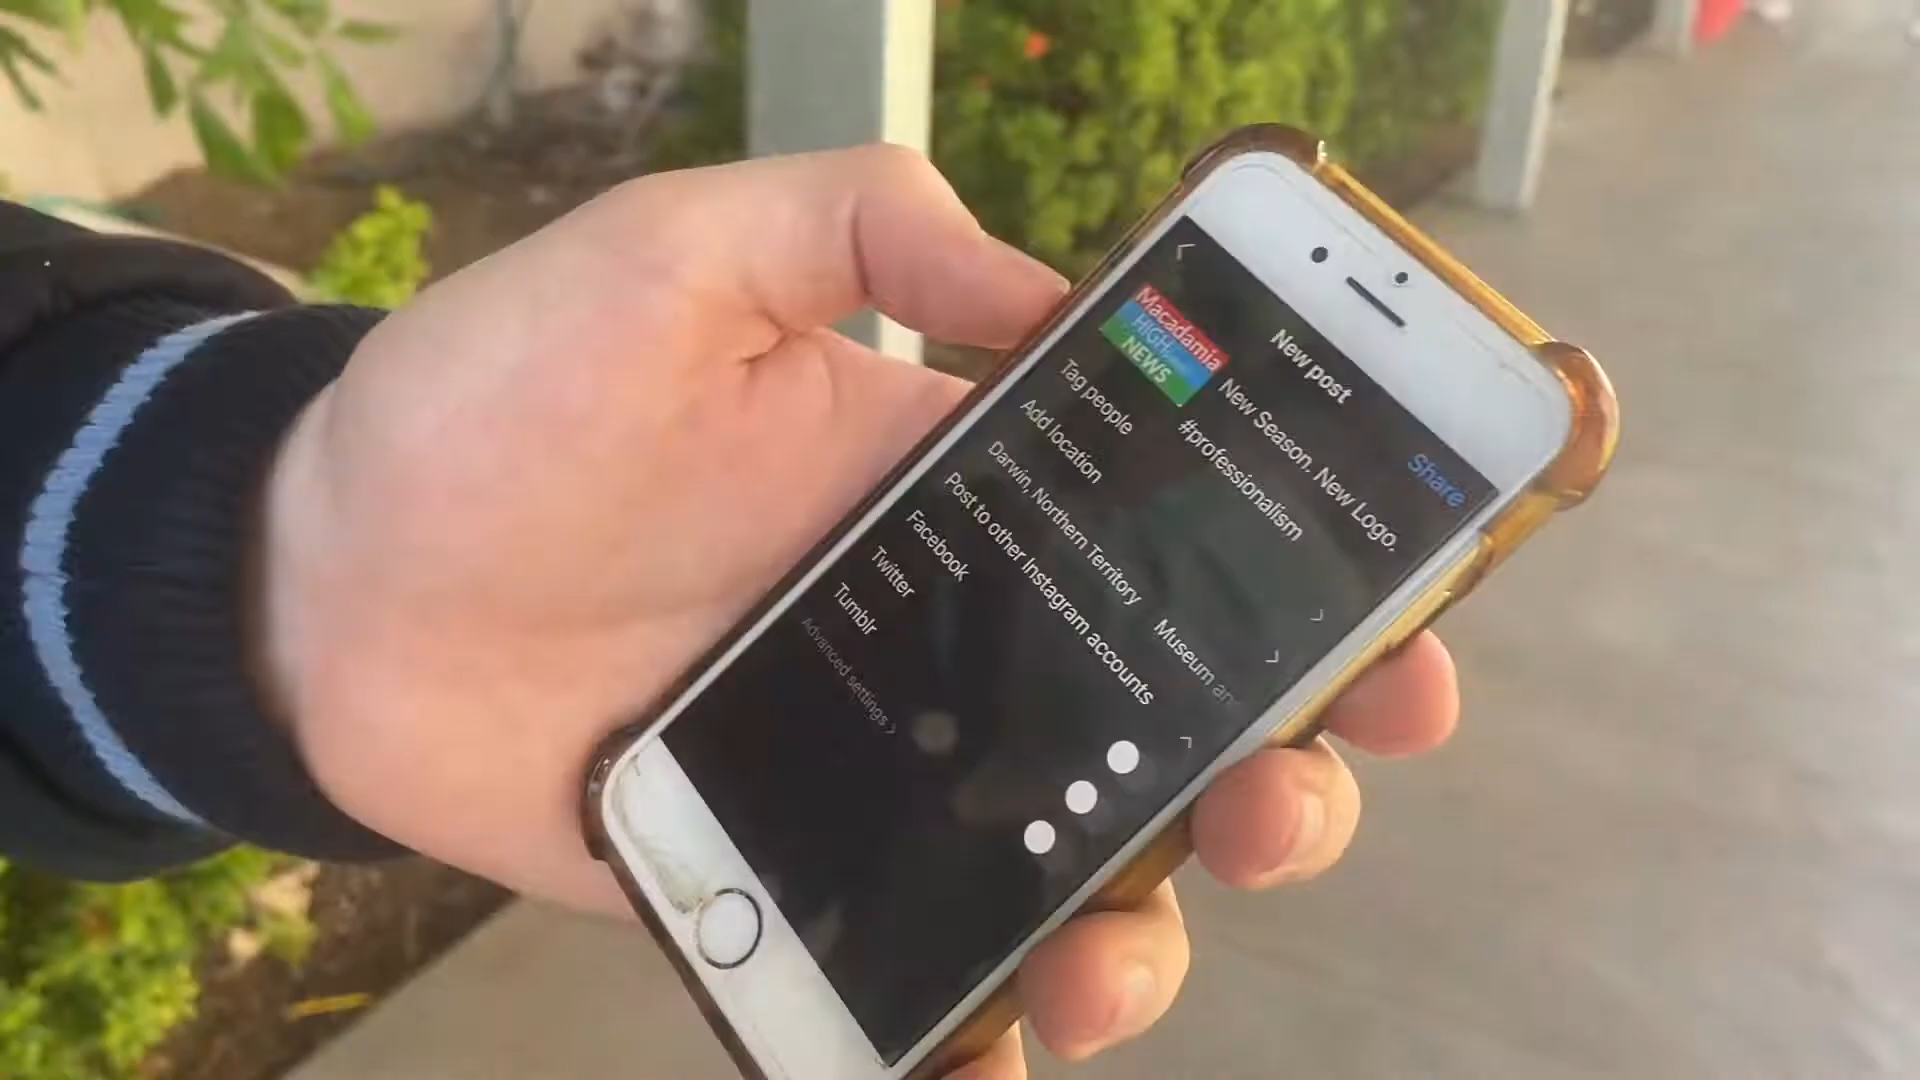 New post
Share
Macadamia
HIGH
NEWS
New Season. New Logo.
#professionalism
Tag people
Add location
Darwin, Northern Territory
Museum an
Post to other Instagram accounts
Facebook
Twitter
Tumblr
Advanced settings